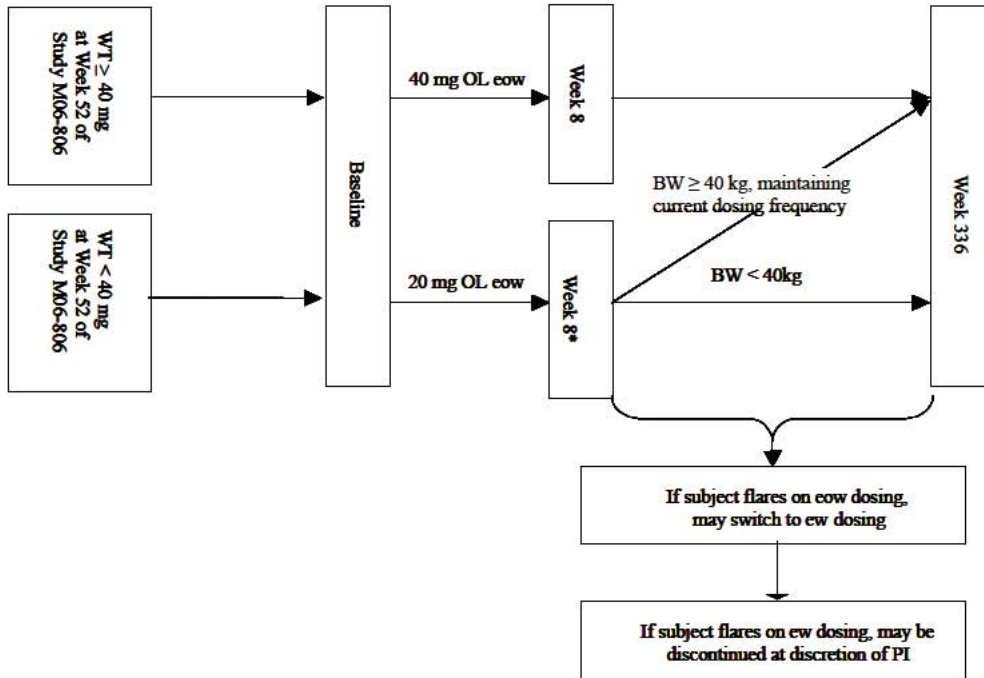 WT ≥ 40 mg
at Week 52 of
Study M06-806
WT < 40 mg
at Week 52 of
Study M06-806
Baseline
40 mg OL eow
20 mg OL eow
Week 8
Week 8*
BW ≥ 40 kg, maintaining
current dosing frequency
BW < 40kg
Week 336
If subject flares on eow dosing,
may switch to ew dosing
If subject flares on ew dosing, may be
discontinued at discretion of PI